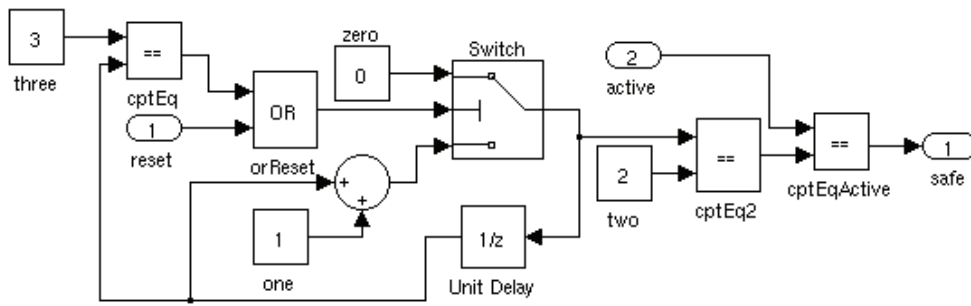 3
three
==
cptEq
1
reset
OR
orReset
zero
0
Switch
+
+
1
one
1/z
Unit Delay
2
active
2
two
==
cptEq2
==
cptEqActive
1
safe